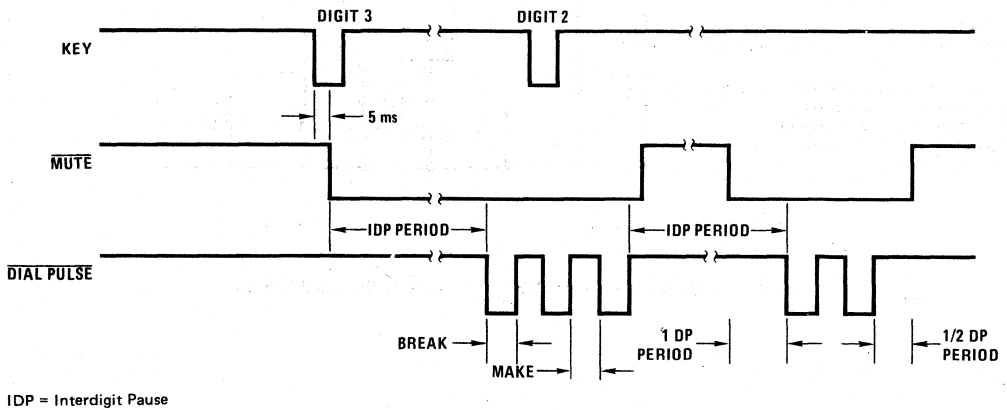 DIGIT 3
DIGIT 2
KEY
5 ms
MUTE
IDP PERIOD
IDP PERIOD
DIAL PULSE
BREAK
MAKE
1 DP
PERIOD
1/2 DP
PERIOD
IDP = Interdigit Pause